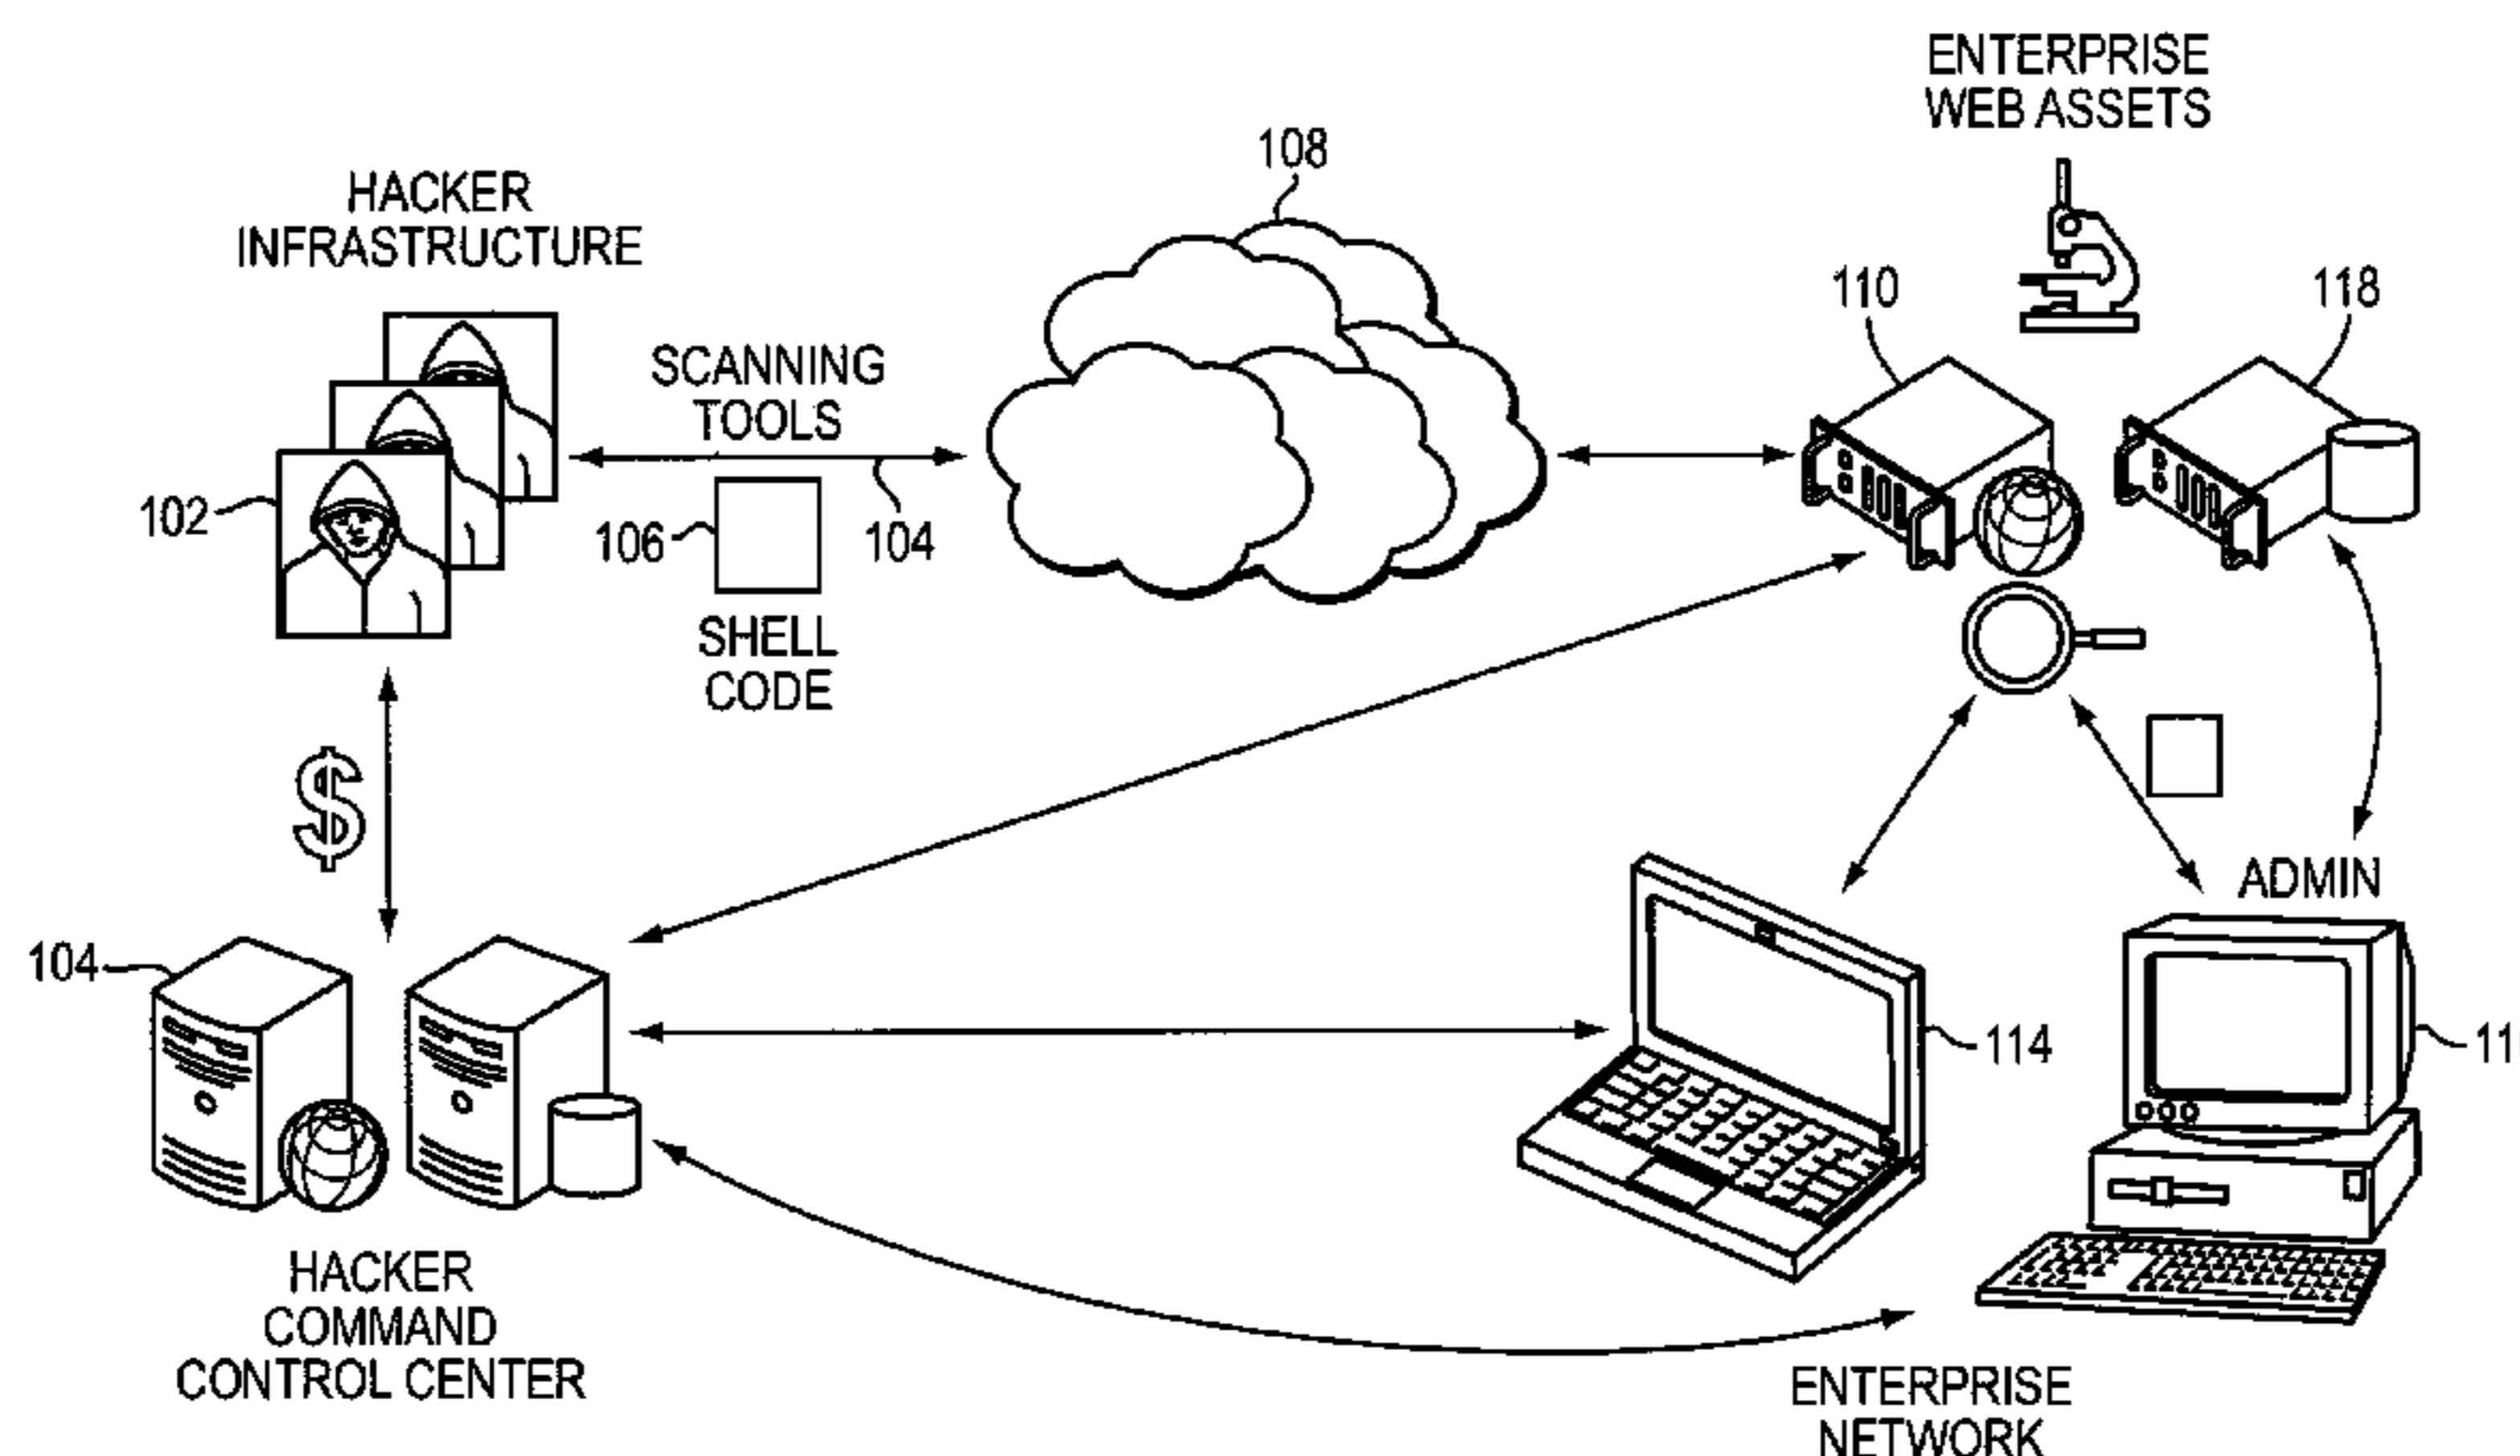 ENTERPRISE
WEB ASSETS
108
HACKER
INFRASTRUCTURE
110
118
SCANNING
TOOLS
102
106
104
SHELL
CODE
$
ADMIN
104
114
HACKER
COMMAND
CONTROL CENTER
ENTERPRISE
NETWORK